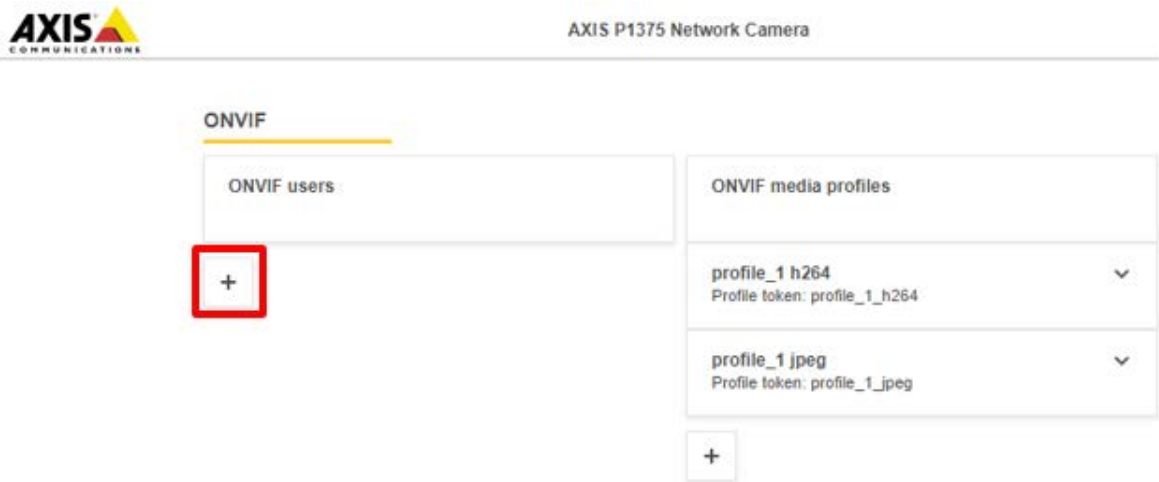 AXIS
COMMUNICATIONS
AXIS P1375 Network Camera
ONVIF
ONVIF users
+
ONVIF media profiles
profile_1 h264
Profile token: profile_1_h264
profile_1 jpeg
Profile token: profile_1_jpeg
+